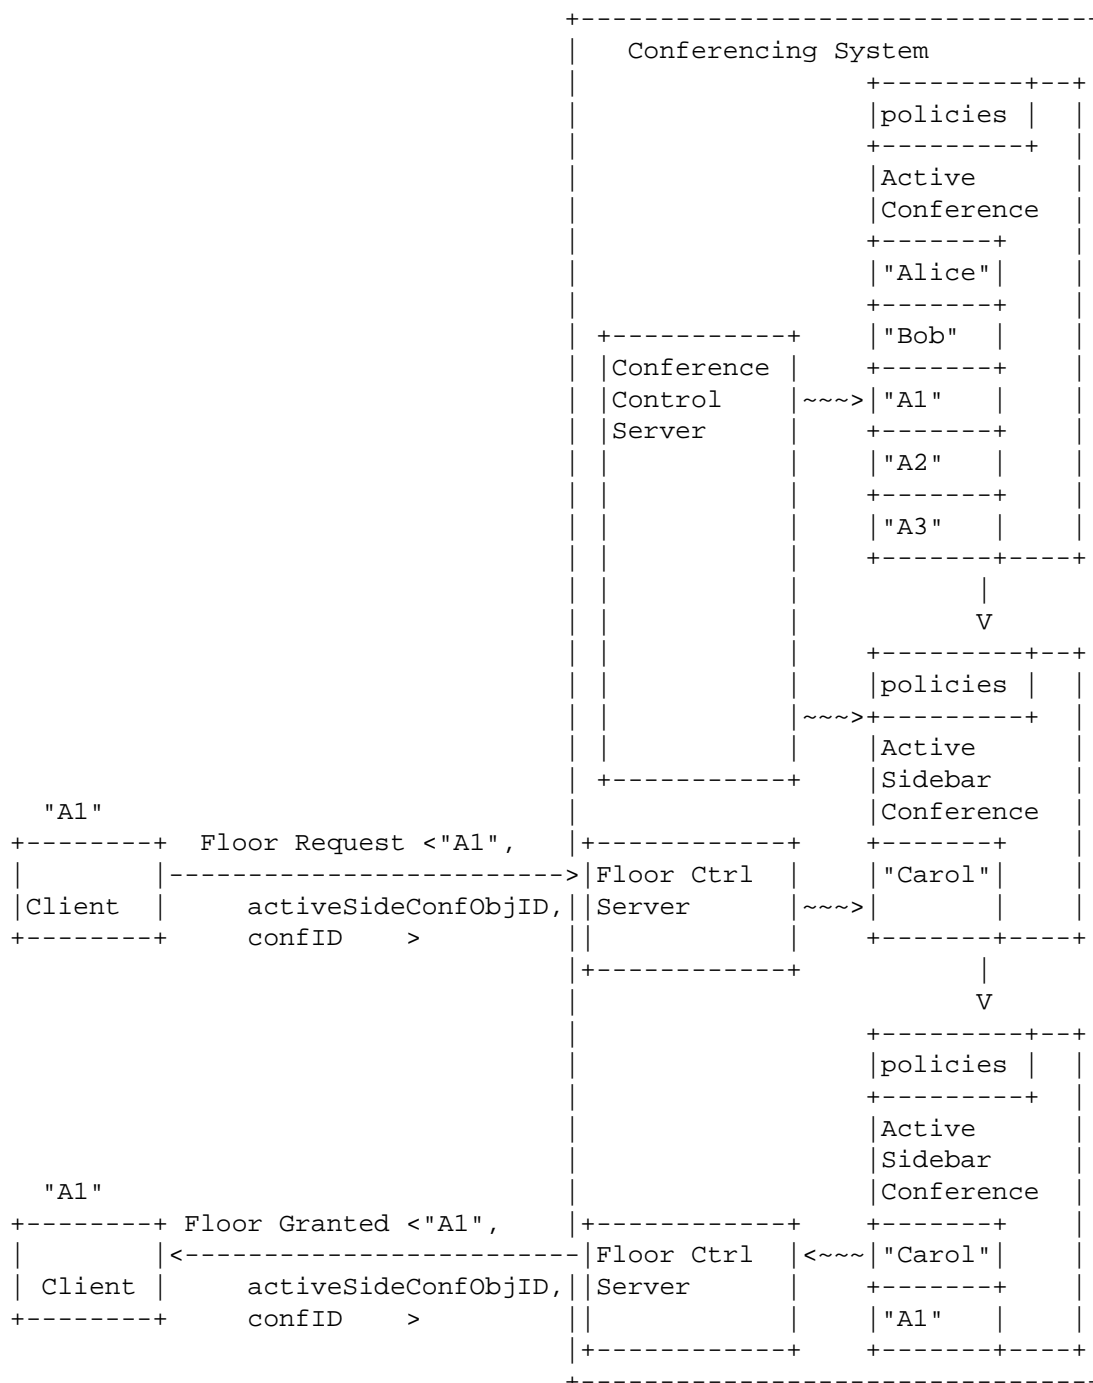 Conferencing System
policies
Active
Conference
"Alice"
"Bob"
Conference
Control ~~~> "A1"
Server
"A2"
"A3"
V
policies
~~~>
Active
Sidebar
"A1" Conference
Floor Request <"A1",
-------------------------> Floor Ctrl "Carol"
Client activeSideConfObjID, Server ~~~>
confID >
V
policies
Active
Sidebar
"A1" Conference
Floor Granted <"A1",
<------------------------- Floor Ctrl <~~~ "Carol"
Client activeSideConfObjID, Server
confID > "A1"